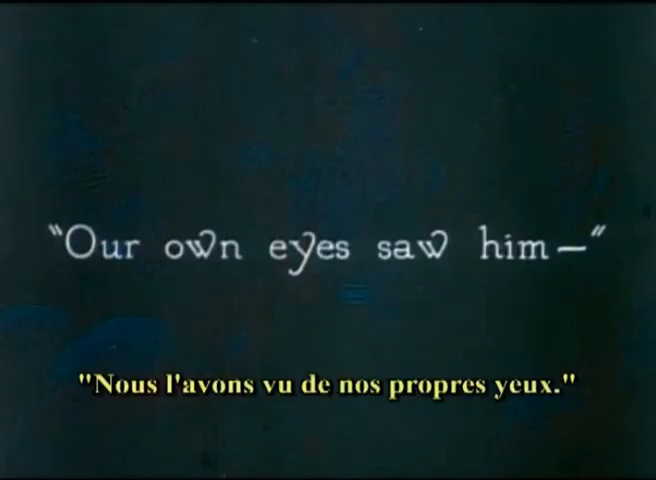 "Our own eyes saw him—"
"Nous l'avons vu de nos propres yeux."